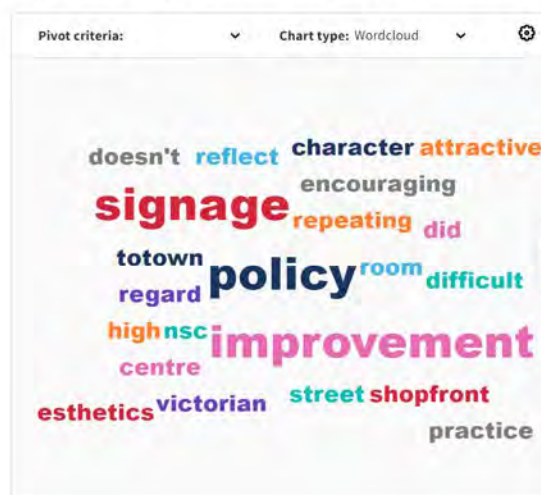 Pivot criteria: Chart type: Wordcloud
doesn't reflect character attractive
encouraging
signage repeating did
totown policy room difficult
regard
high nsc improvement
centre
esthetics victorian street shopfront
practice